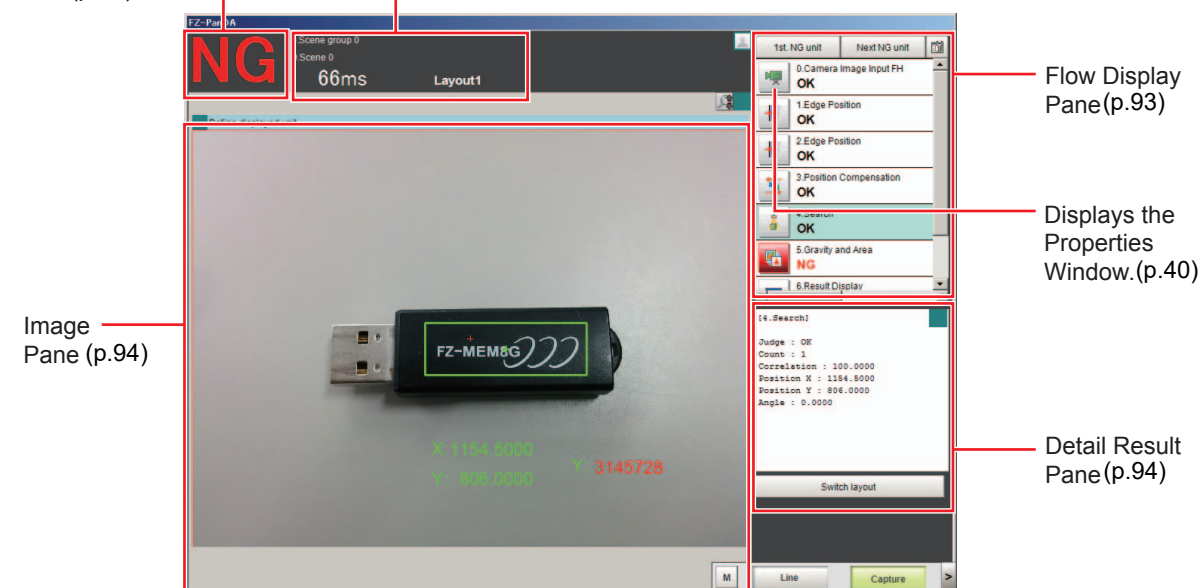 FZ-PanDA
NG
.Scene group 0
.Scene 0
66ms
Layout1
1st. NG unit
Next NG unit
0.Camera Image Input FH
OK
1.Edge Position
OK
2.Edge Position
OK
3.Position Compensation
OK
4.Search
OK
5.Gravity and Area
NG
6.Result Display
Flow Display
Pane(p.93)
Displays the
Properties
Window.(p.40)
Image
Pane (p.94)
FZ-MEM8G
X:1154.5000
Y: 806.0000
Y: 3145728
[4.Search]
Judge : OK
Count : 1
Correlation : 100.0000
Position X : 1154.5000
Position Y : 806.0000
Angle : 0.0000
Switch layout
Detail Result
Pane(p.94)
M
Line
Capture
>